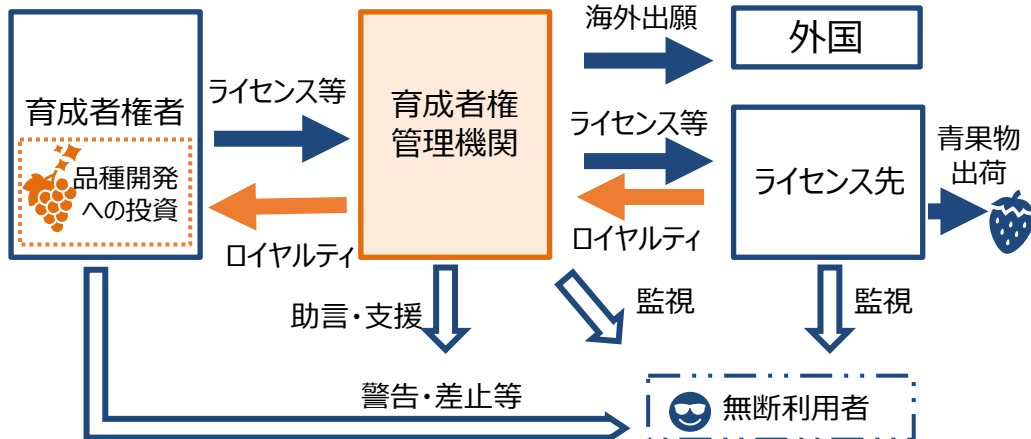 海外出願
外国
育成者権者
ライセンス等
育成者権
管理機関
ライセンス等
青果物
出荷
品種開発
への投資
ライセンス先
ロイヤルティ
ロイヤルティ
助言・支援
監視
監視
警告・差止等
無断利用者